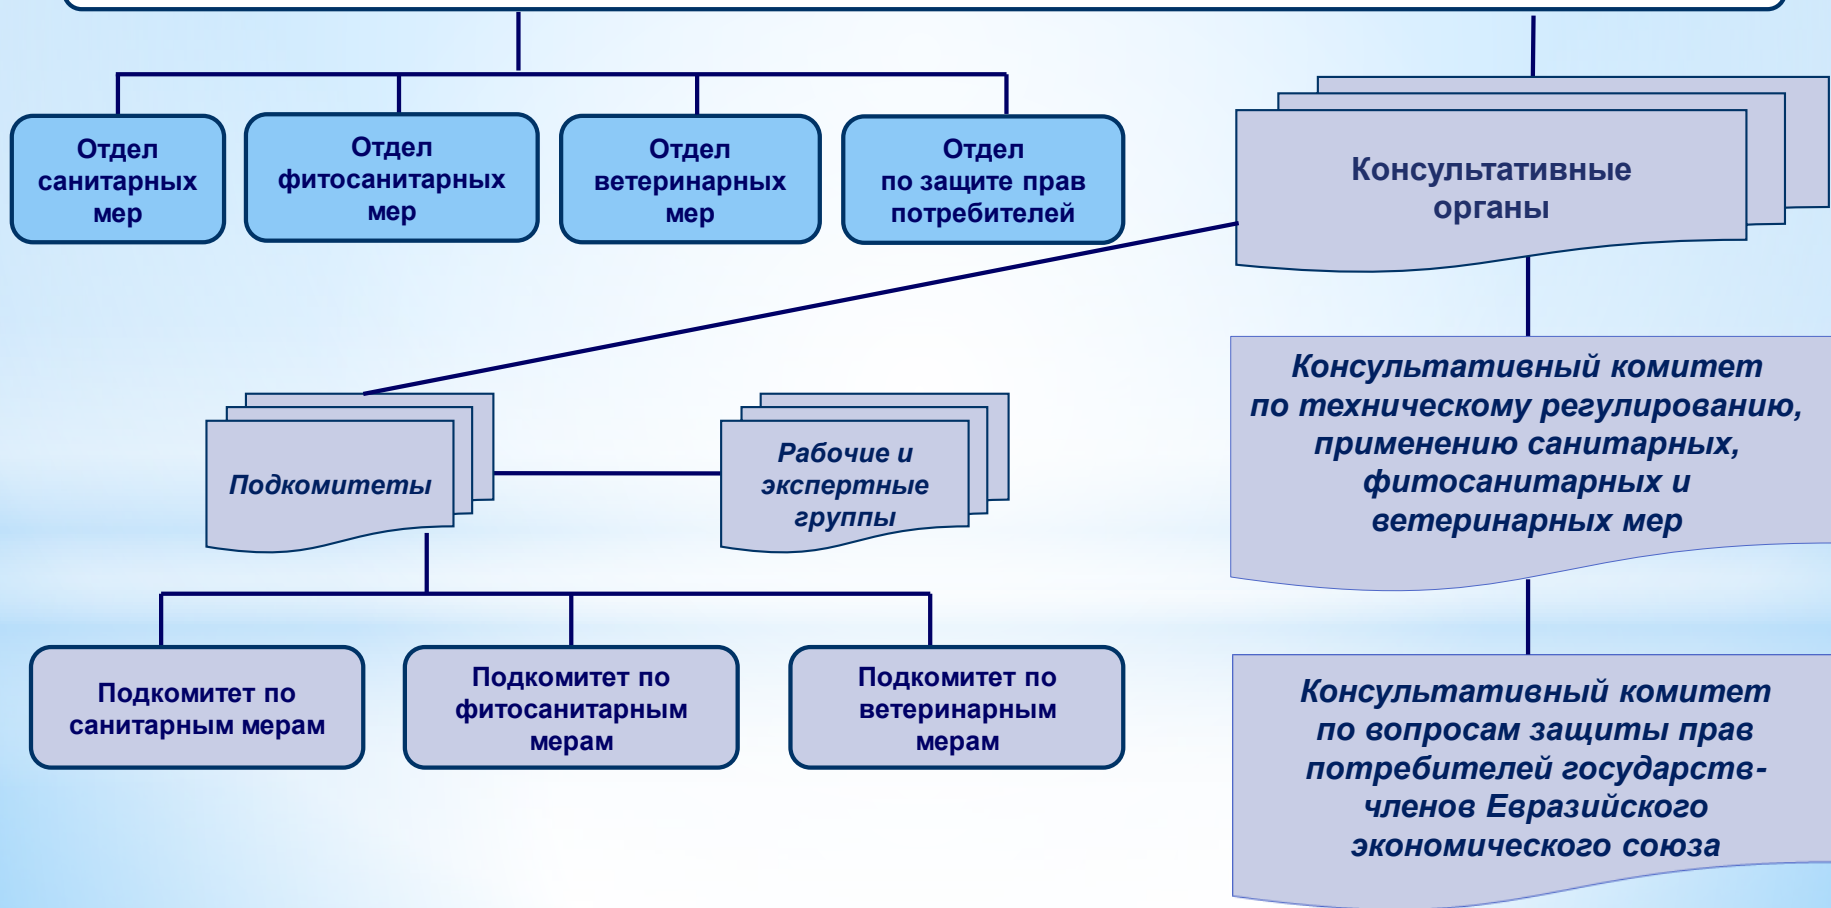 Отдел
санитарных
мер
Отдел
фитосанитарных
мер
Отдел
ветеринарных
мер
Отдел
по защите прав
потребителей
Консультативные
органы
Консультативный комитет
по техническому регулированию,
применению санитарных,
фитосанитарных и
ветеринарных мер
Подкомитеты
Рабочие и
экспертные
группы
Подкомитет по
санитарным мерам
Подкомитет по
фитосанитарным
мерам
Подкомитет по
ветеринарным
мерам
Консультативный комитет
по вопросам защиты прав
потребителей государств-
членов Евразийского
экономического союза